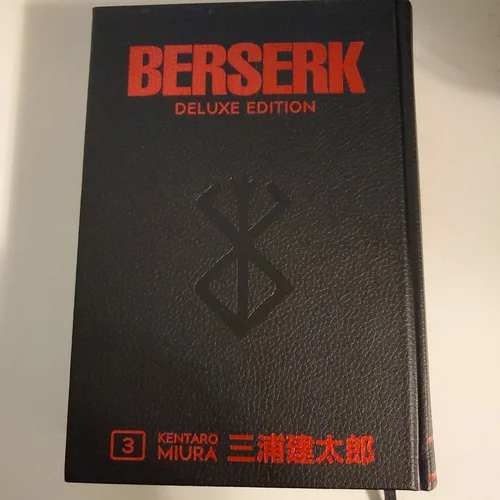 BERSERK
DELUXE EDITION
3 KENTARO MIURA 三浦建太郎